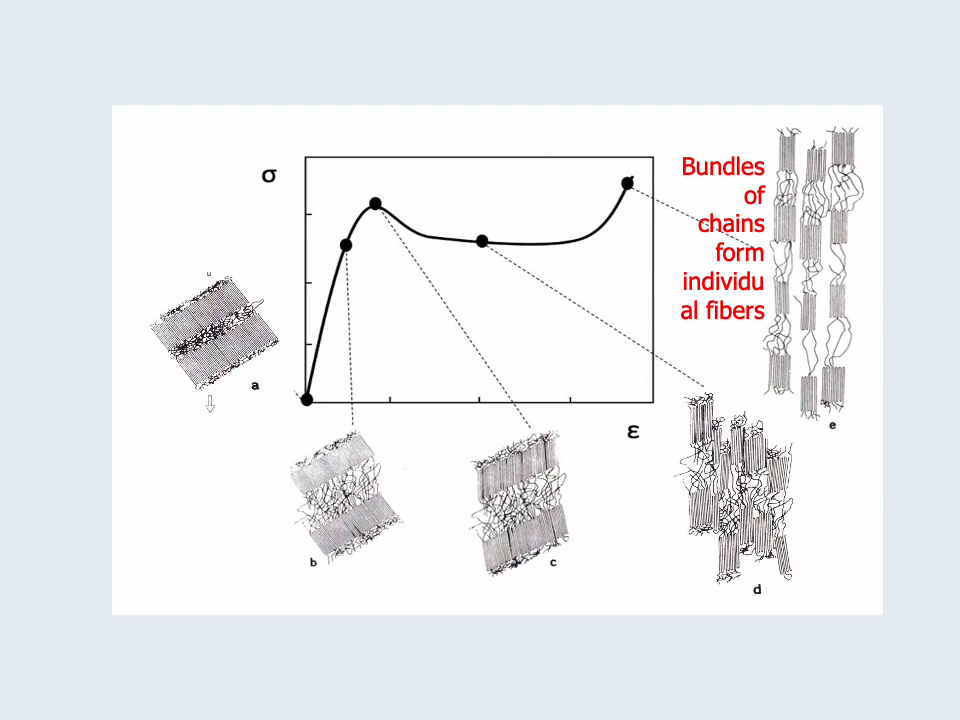 σ
Bundles
of
chains
form
individu
al fibers
u
a
ε
b
c
d
e